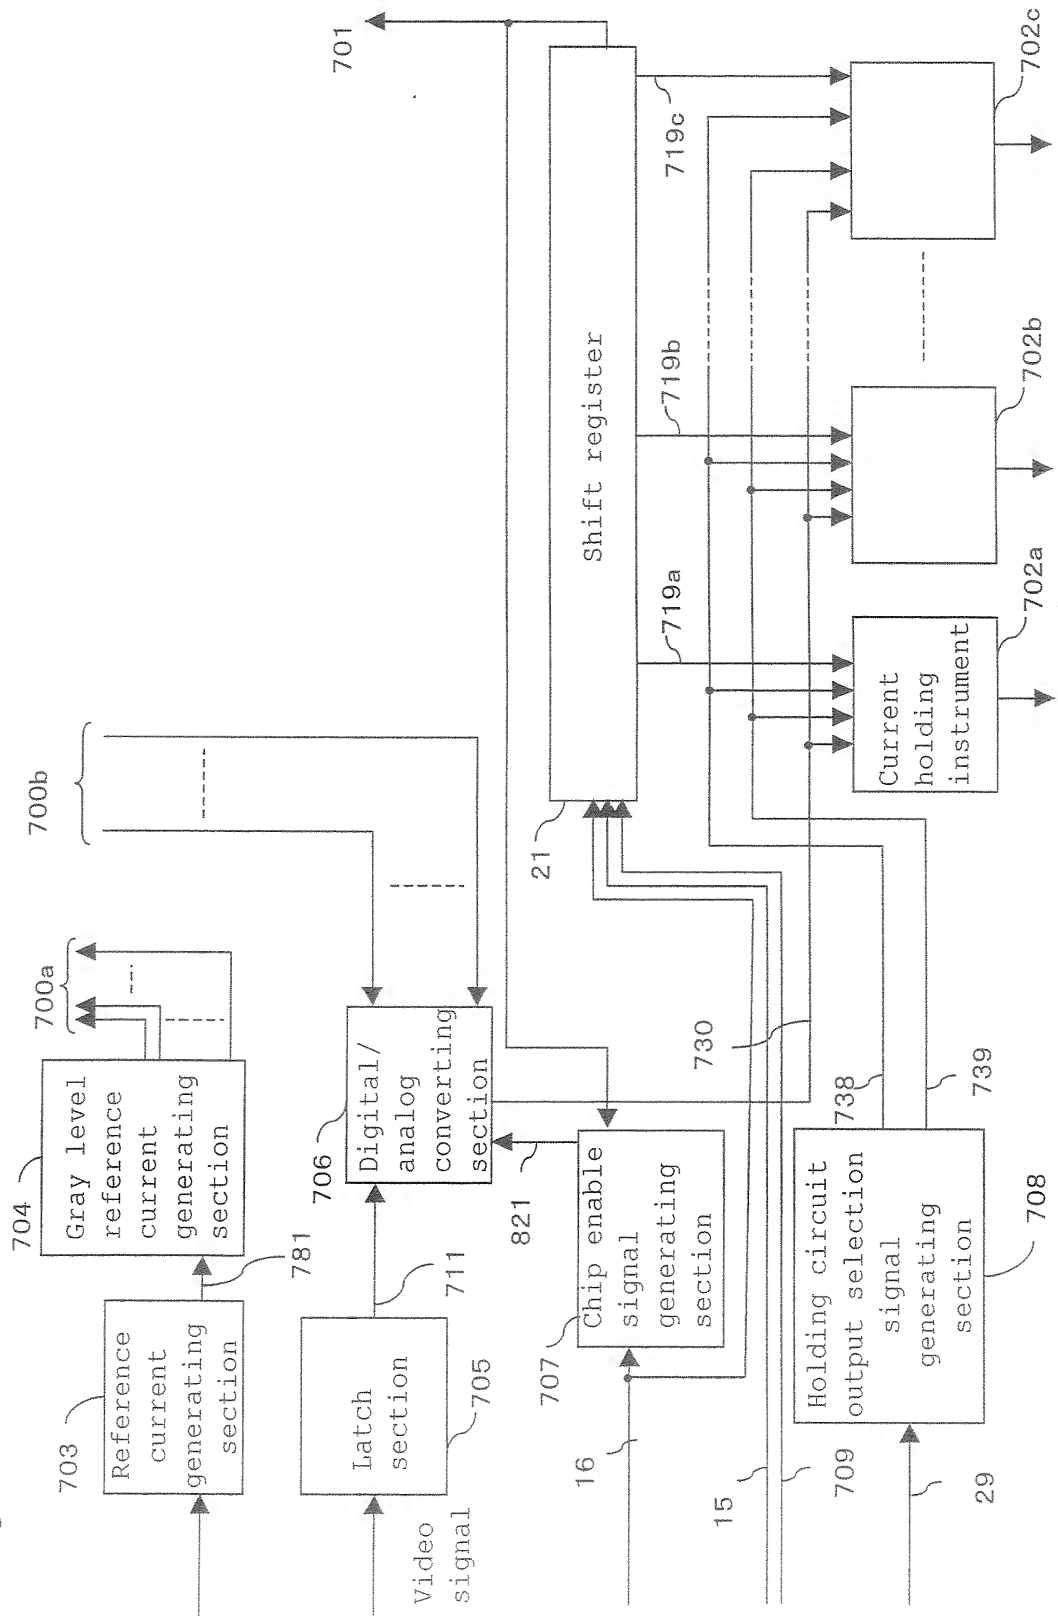 703
Reference
current
generating
section
781
704
Gray level
reference
current
generating
section
700a
700b
Video
signal
Latch
section
705
711
706
Digital/
analog
converting
section
821
707
Chip enable
signal
generating
section
16
15
709
29
Holding circuit
output selection
signal
generating
section
708
738
739
730
21
Shift register
701
719a
719b
719c
Current
holding
instrument
702a
702b
702c